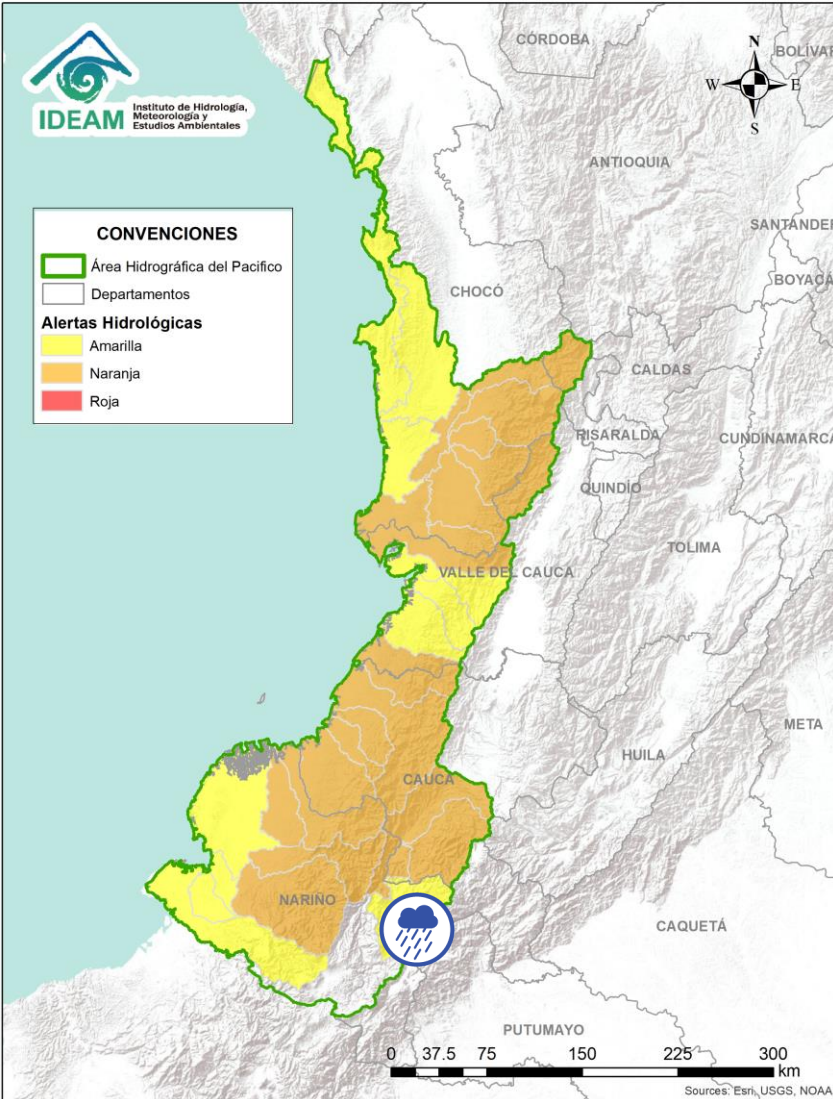 IDEAM
Instituto de Hidrología,
Meteorología y
Estudios Ambientales
CONVENCIONES
Área Hidrográfica del Pacifico
Departamentos
Alertas Hidrológicas
Amarilla
Naranja
Roja
N
W E
S
CÓRDOBA
BOLÍVAR
ANTIOQUIA
SANTANDER
BOYACÁ
CHOCÓ
CALDAS
RISARALDA
CUNDINAMARCA
QUINDÍO
TOLIMA
VALLE DEL CAUCA
META
HUILA
CAUCA
NARIÑO
CAQUETÁ
PUTUMAYO
0 37.5 75 150 225 300
km
Sources: Esri, USGS, NOAA